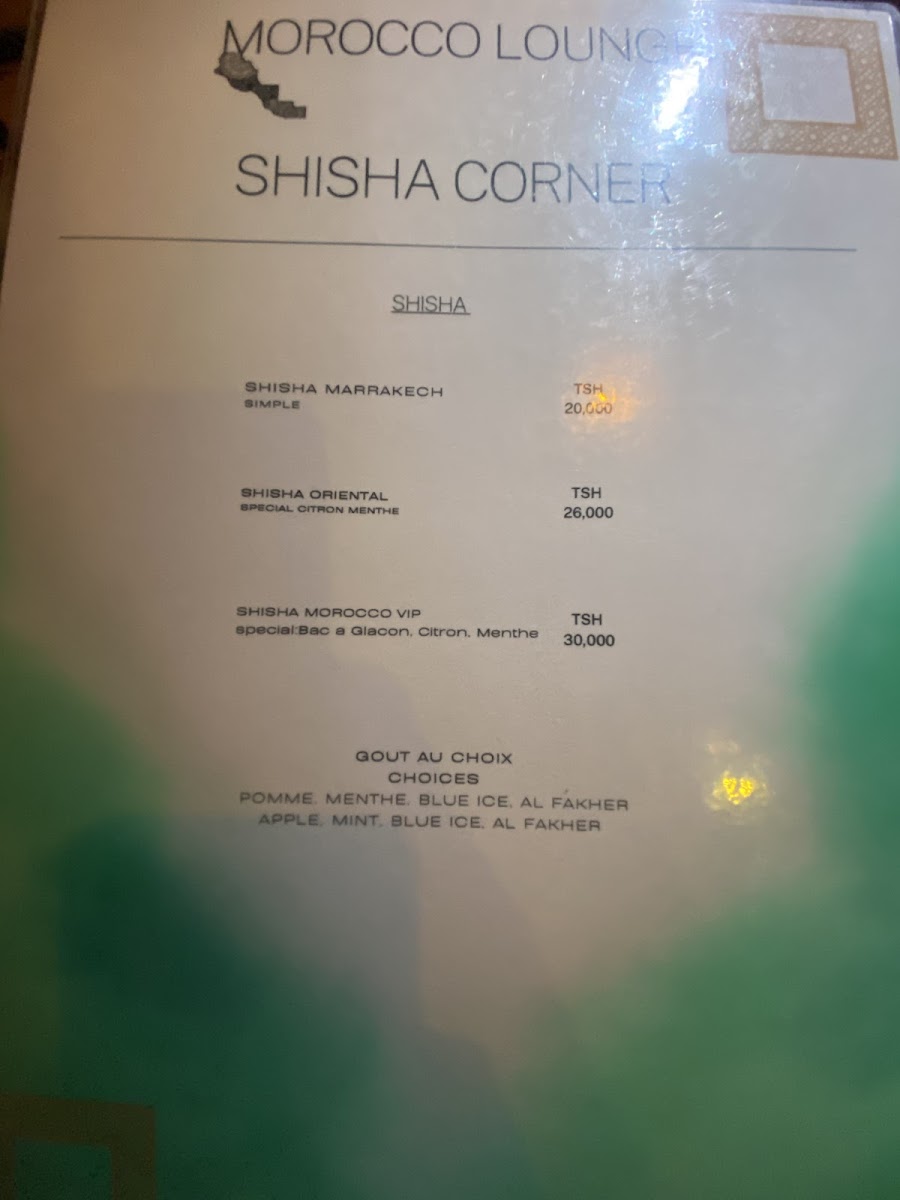 MOROCCO LOUNGE
SHISHA CORNER
SHISHA
SHISHA MARRAKECH TSH
SIMPLE 20,000
SHISHA ORIENTAL TSH
SPECIAL CITRON MENTHE 26,000
SHISHA MOROCCO VIP TSH
special:Bac a Glacon, Citron, Menthe 30,000
GOUT AU CHOIX
CHOICES
POMME, MENTHE, BLUE ICE, AL FAKHER
APPLE, MINT, BLUE ICE, AL FAKHER